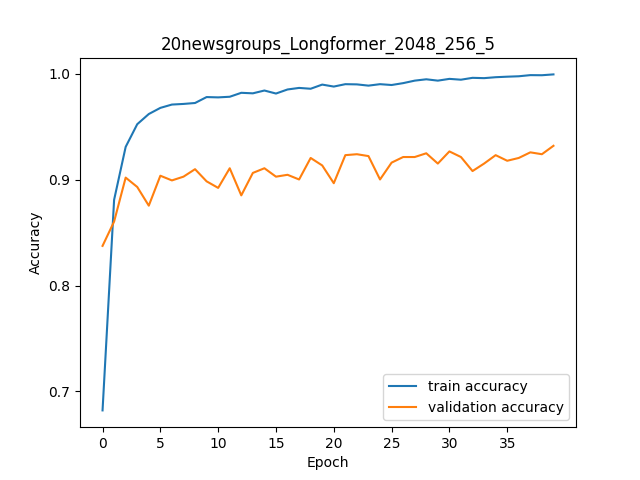 20newsgroups_Longformer_2048_256_5
1.0
0.9
0.8
0.7
Accuracy
train accuracy
validation accuracy
0 5 10 15 20 25 30 35
Epoch